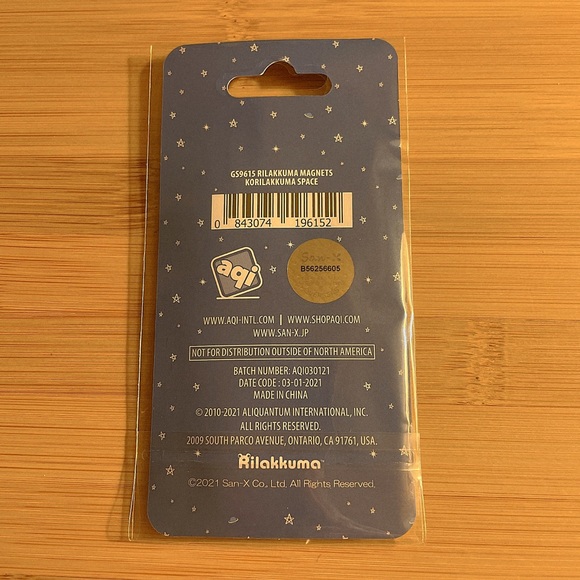 GS9615 RILAKKUMA MAGNETS
KORILAKKUMA SPACE
0 843074 196152
aqi
San-X
B56256605
WWW.AQI-INTL.COM | WWW.SHOPAQI.COM
WWW.SAN-X.JP
NOT FOR DISTRIBUTION OUTSIDE OF NORTH AMERICA
BATCH NUMBER: AQI030121
DATE CODE : 03-01-2021
MADE IN CHINA
© 2010-2021 ALIQUANTUM INTERNATIONAL, INC.
ALL RIGHTS RESERVED.
2009 SOUTH PARCO AVENUE, ONTARIO, CA 91761, USA.
Rilakkuma™
©2021 San-X Co., Ltd. All Rights Reserved.